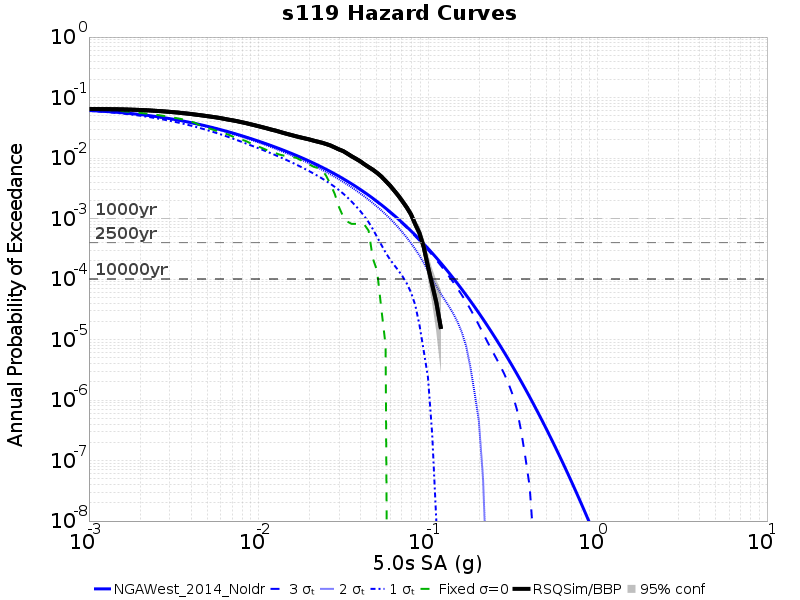 s119 Hazard Curves
Annual Probability of Exceedance
10^0
10^-1
10^-2
10^-3
10^-4
10^-5
10^-6
10^-7
10^-8
1000yr
2500yr
10000yr
10^-3 10^-2 10^-1 10^0 10^1
5.0s SA (g)
NGAWest_2014_NoIdr 3 σₜ 2 σₜ 1 σₜ Fixed σ=0 RSQSim/BBP 95% conf